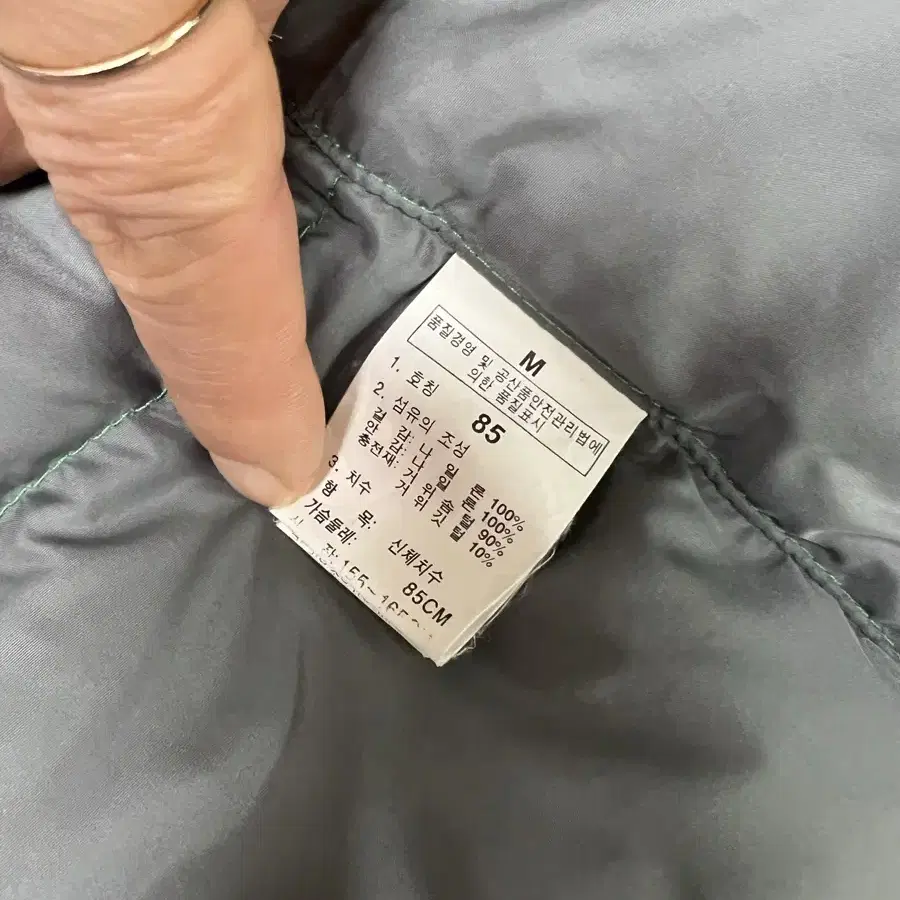 M
품질경영 및 공산품안전관리법에
의한 품질표시
1. 호칭 85
2. 섬유의 조성
겉 감: 나 일 론 100%
안 감: 나 일 론 100%
충전재: 거 위 솜 털 90%
거 위 깃 털 10%
3. 치수
항 목: 신체치수
가슴둘레: 85CM
155~165